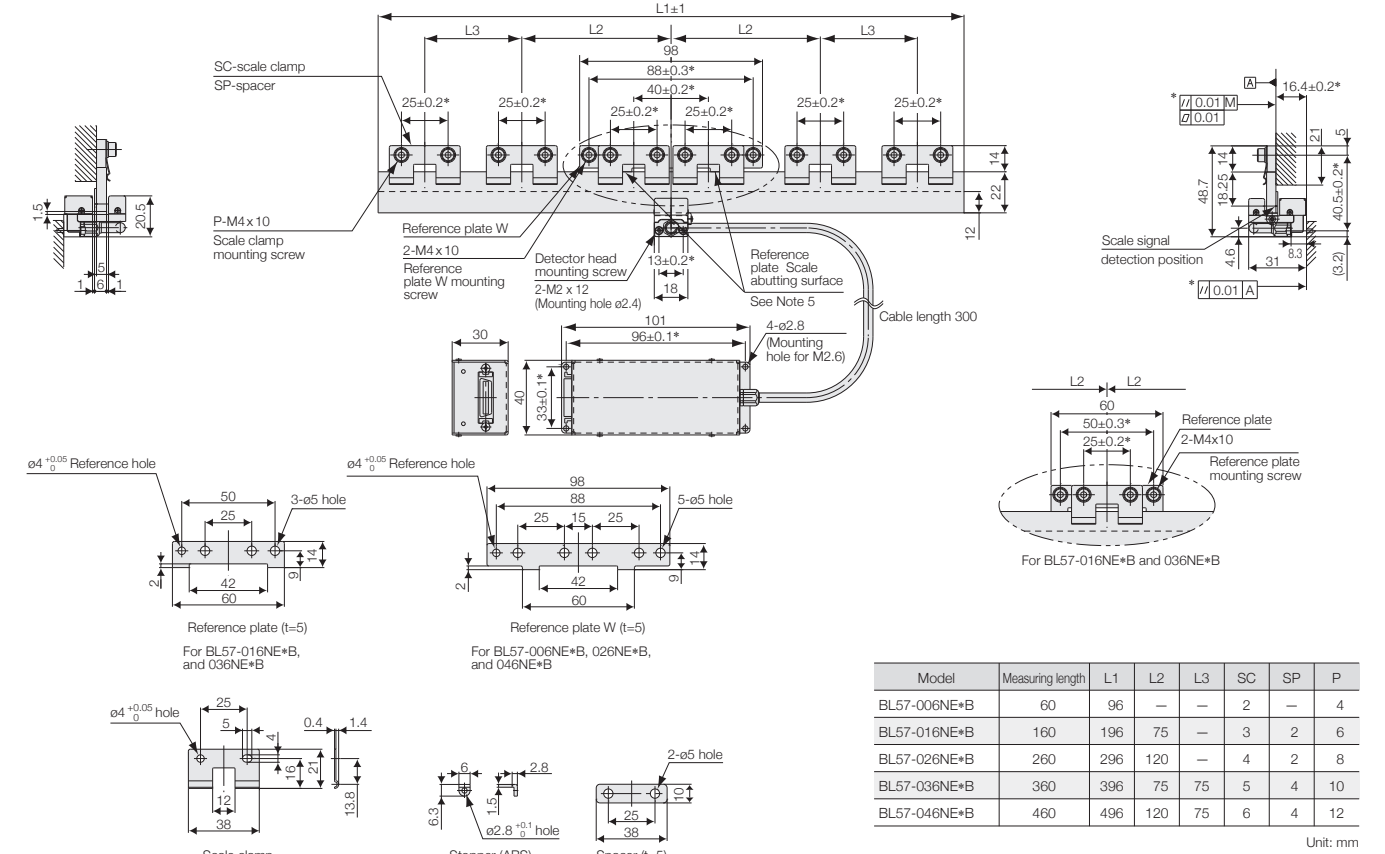 L1±1
L3
L2
L2
L3
98
88±0.3*
40±0.2*
25±0.2*
25±0.2*
25±0.2*
25±0.2*
25±0.2*
25±0.2*
SC-scale clamp
SP-spacer
14
22
12
P-M4x10
Scale clamp
mounting screw
Reference plate W
2-M4x10
Reference
plate W mounting
screw
Detector head
mounting screw
2-M2 x 12
(Mounting hole ø2.4)
13±0.2*
18
Reference
plate Scale
abutting surface
See Note 5
Cable length 300
1.5
20.5
5
1
6
1
A
16.4±0.2*
* // 0.01 M
0.01
21
5
14
48.7
18.25
40.5±0.2*
Scale signal
detection position
4.6
8.3
31
(3.2)
* // 0.01 A
30
101
96±0.1*
40
33±0.1*
4-ø2.8
(Mounting
hole for M2.6)
L2
L2
60
50±0.3*
25±0.2*
Reference plate
2-M4x10
Reference plate
mounting screw
For BL57-016NE*B and 036NE*B
ø4 +0.05 0 Reference hole
50
25
3-ø5 hole
2
42
60
9
14
Reference plate (t=5)
For BL57-016NE*B,
and 036NE*B
ø4 +0.05 0 Reference hole
98
88
25
15
25
5-ø5 hole
2
42
60
9
14
Reference plate W (t=5)
For BL57-006NE*B, 026NE*B,
and 046NE*B
ø4 +0.05 0 hole
25
5
4
0.4
1.4
16
21
13.8
12
38
Scale clamp
6
2.8
6.3
1.5
ø2.8 +0.1 0 hole
Stopper (ABS)
2-ø5 hole
10
25
38
Spacer (t=5)
Model Measuring length L1 L2 L3 SC SP P
BL57-006NE*B 60 96 — — 2 — 4
BL57-016NE*B 160 196 75 — 3 2 6
BL57-026NE*B 260 296 120 — 4 2 8
BL57-036NE*B 360 396 75 75 5 4 10
BL57-046NE*B 460 496 120 75 6 4 12
Unit: mm